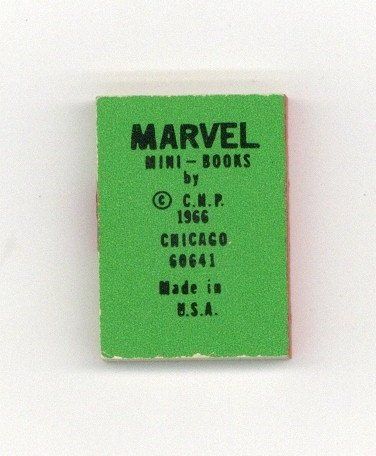 MARVEL
MINI-BOOKS
by
© C.M.P.
1966
CHICAGO
60641
Made in
U.S.A.